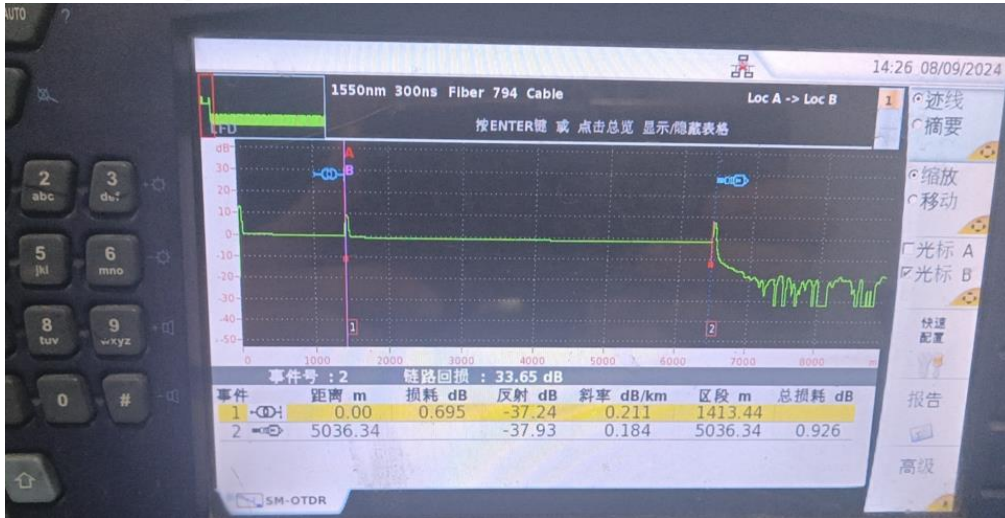 AUTO
?
14:26 08/09/2024
1550nm 300ns Fiber 794 Cable
Loc A -> Loc B
1
按ENTER键 或 点击总览 显示/隐藏表格
迹线
摘要
缩放
移动
光标 A
光标 B
快速
配置
报告
高级
dB
30
20
10
0
-10
-20
-30
-40
-50
A
B
1
2
0 1000 2000 3000 4000 5000 6000 7000 8000 m
事件号 : 2 链路回损 : 33.65 dB
事件 距离 m 损耗 dB 反射 dB 斜率 dB/km 区段 m 总损耗 dB
1 0.00 0.695 -37.24 0.211 1413.44
2 5036.34 -37.93 0.184 5036.34 0.926
SM-OTDR
2
abc
3
def
5
jkl
6
mno
8
tuv
9
wxyz
0
#